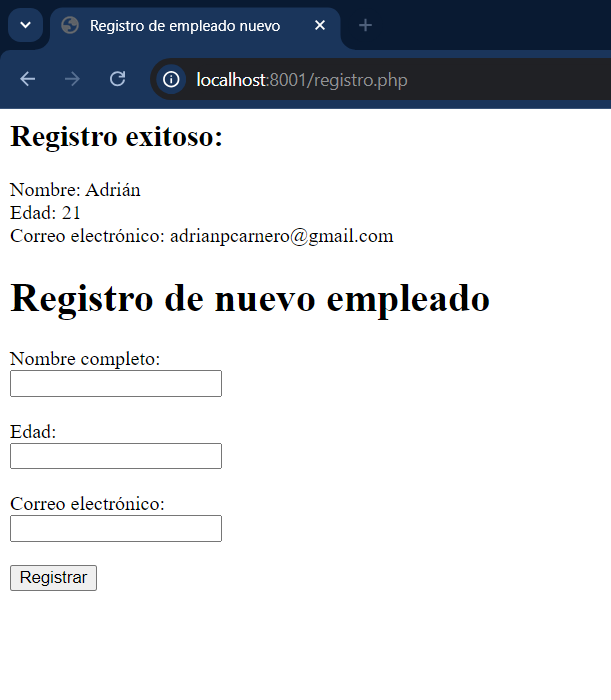 Registro de empleado nuevo
localhost:8001/registro.php
Registro exitoso:
Nombre: Adrián
Edad: 21
Correo electrónico: adrianpcarnero@gmail.com
Registro de nuevo empleado
Nombre completo:
Edad:
Correo electrónico:
Registrar